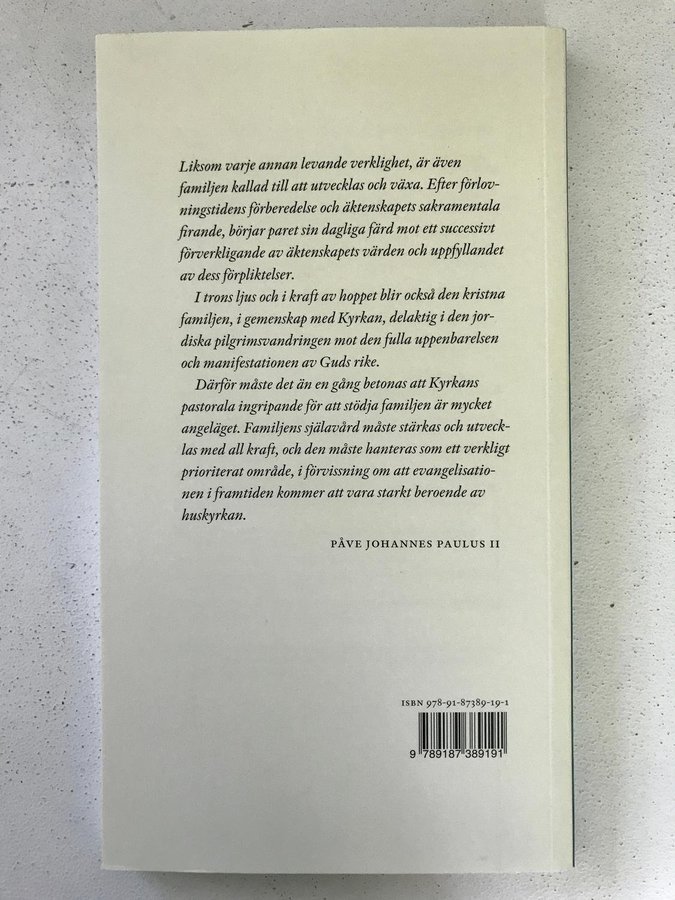 Liksom varje annan levande verklighet, är även
familjen kallad till att utvecklas och växa. Efter förlov-
ningstidens förberedelse och äktenskapets sakramentala
firande, börjar paret sin dagliga färd mot ett successivt
förverkligande av äktenskapets värden och uppfyllandet
av dess förpliktelser.
I trons ljus och i kraft av hoppet blir också den kristna
familjen, i gemenskap med Kyrkan, delaktig i den jor-
diska pilgrimsvandringen mot den fulla uppenbarelsen
och manifestationen av Guds rike.
Därför måste det än en gång betonas att Kyrkans
pastorala ingripande för att stödja familjen är mycket
angeläget. Familjens själavård måste stärkas och utveck-
las med all kraft, och den måste hanteras som ett verkligt
prioriterat område, i förvissning om att evangelisatio-
nen i framtiden kommer att vara starkt beroende av
huskyrkan.
PÅVE JOHANNES PAULUS II
ISBN 978-91-87389-19-1
9 789187 389191